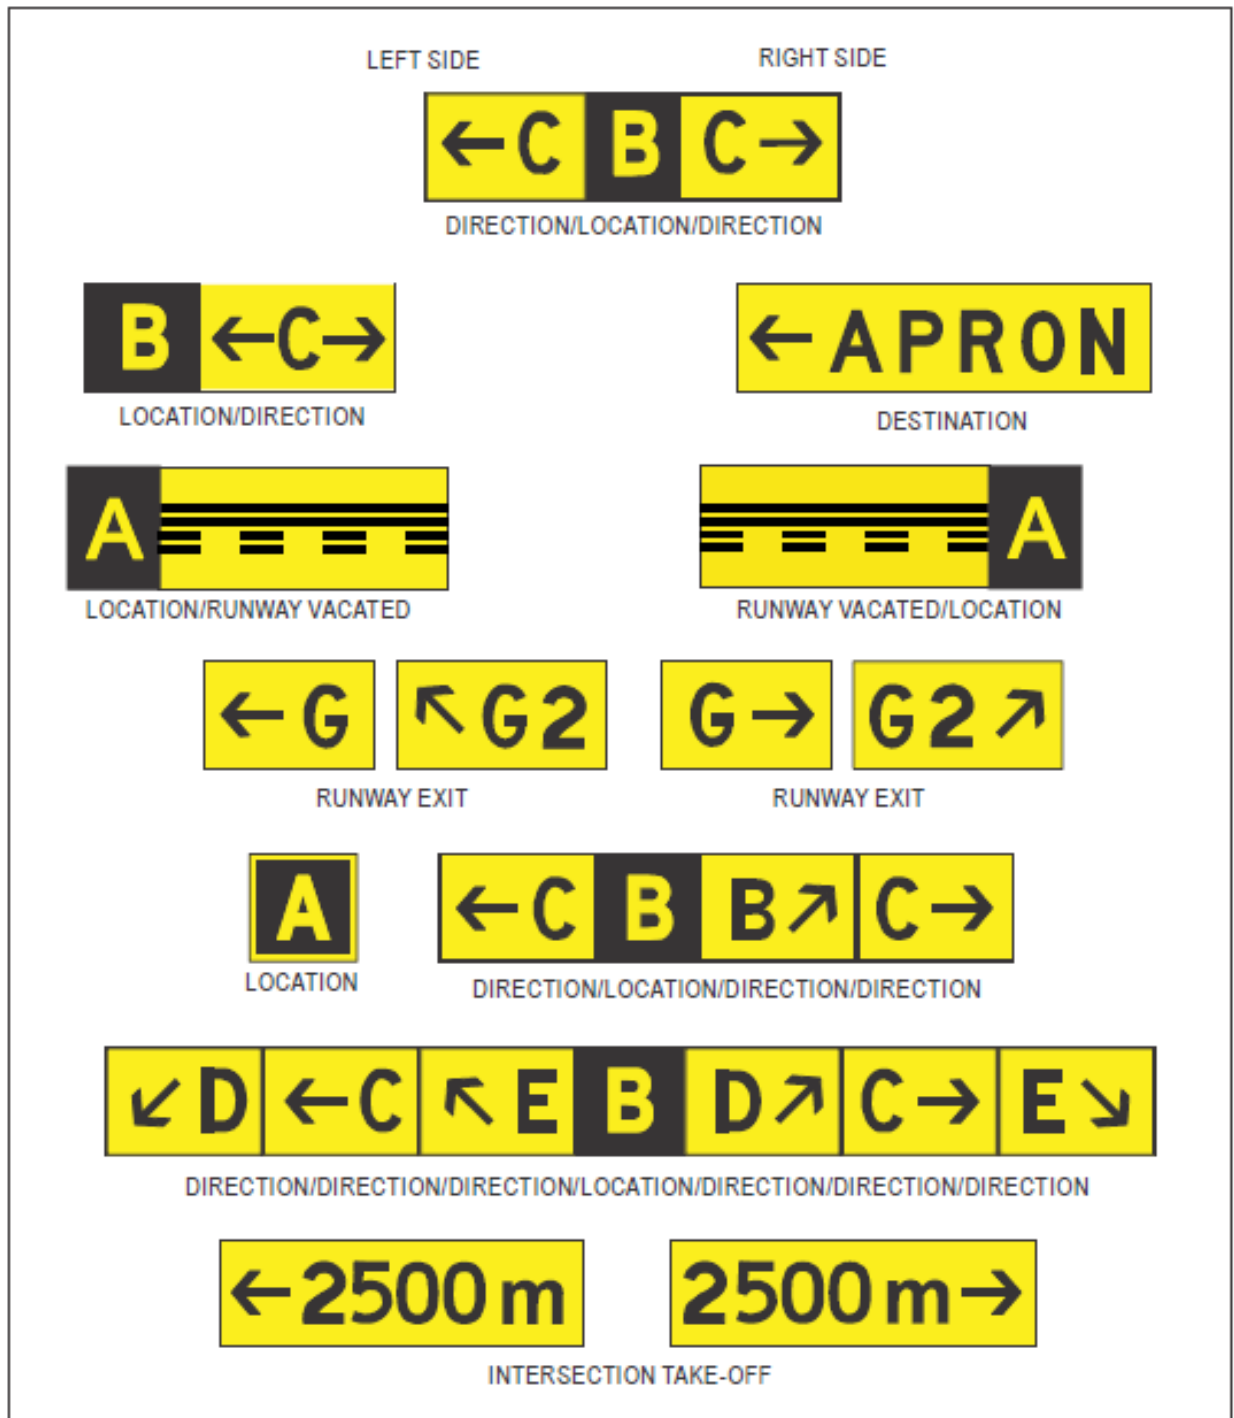 LEFT SIDE RIGHT SIDE
←C B C→
DIRECTION/LOCATION/DIRECTION
B ←C→ ←APRON
LOCATION/DIRECTION DESTINATION
A A
LOCATION/RUNWAY VACATED RUNWAY VACATED/LOCATION
←G ↖G2 G→ G2↗
RUNWAY EXIT RUNWAY EXIT
A ←C B B↗ C→
LOCATION DIRECTION/LOCATION/DIRECTION/DIRECTION
↙D ←C ↖E B D↗ C→ E↘
DIRECTION/DIRECTION/DIRECTION/LOCATION/DIRECTION/DIRECTION/DIRECTION
←2500m 2500m→
INTERSECTION TAKE-OFF